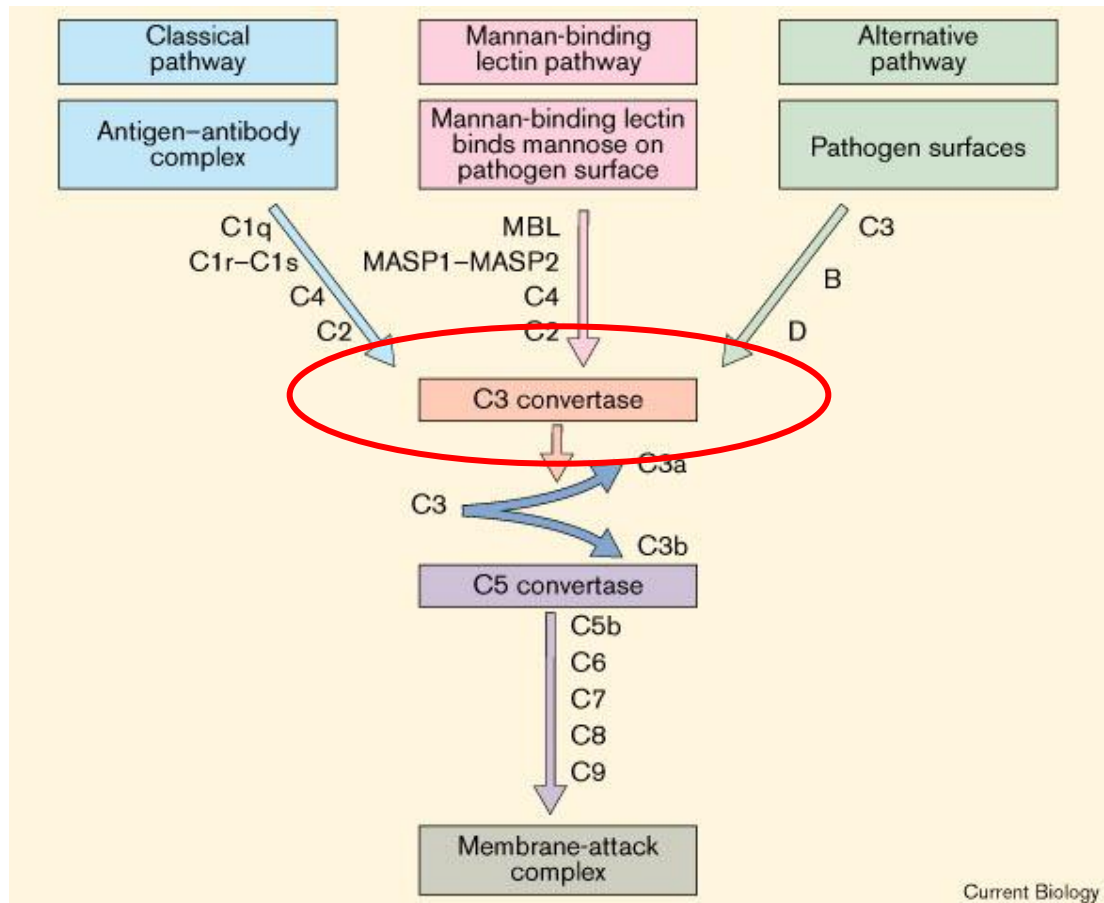 Classical
pathway
Mannan-binding
lectin pathway
Alternative
pathway
Antigen–antibody
complex
Mannan-binding lectin
binds mannose on
pathogen surface
Pathogen surfaces
C1q
C1r–C1s
C4
C2
MBL
MASP1–MASP2
C4
C2
C3
B
D
C3 convertase
C3a
C3
C3b
C5 convertase
C5b
C6
C7
C8
C9
Membrane-attack
complex
Current Biology